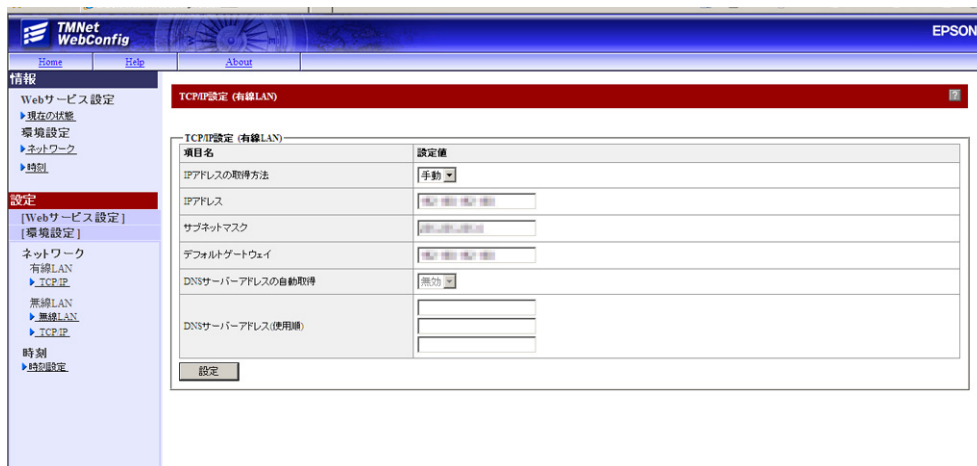 TMNet
WebConfig
EPSON
Home Help About
情報
Webサービス設定
現在の状態
環境設定
ネットワーク
時刻
設定
[Webサービス設定]
[環境設定]
ネットワーク
有線LAN
TCP/IP
無線LAN
無線LAN
TCP/IP
時刻
時刻設定
TCP/IP設定 (有線LAN) ?
TCP/IP設定 (有線LAN)
項目名 設定値
IPアドレスの取得方法 手動
IPアドレス
サブネットマスク
デフォルトゲートウェイ
DNSサーバーアドレスの自動取得 無効
DNSサーバーアドレス(使用順)
設定